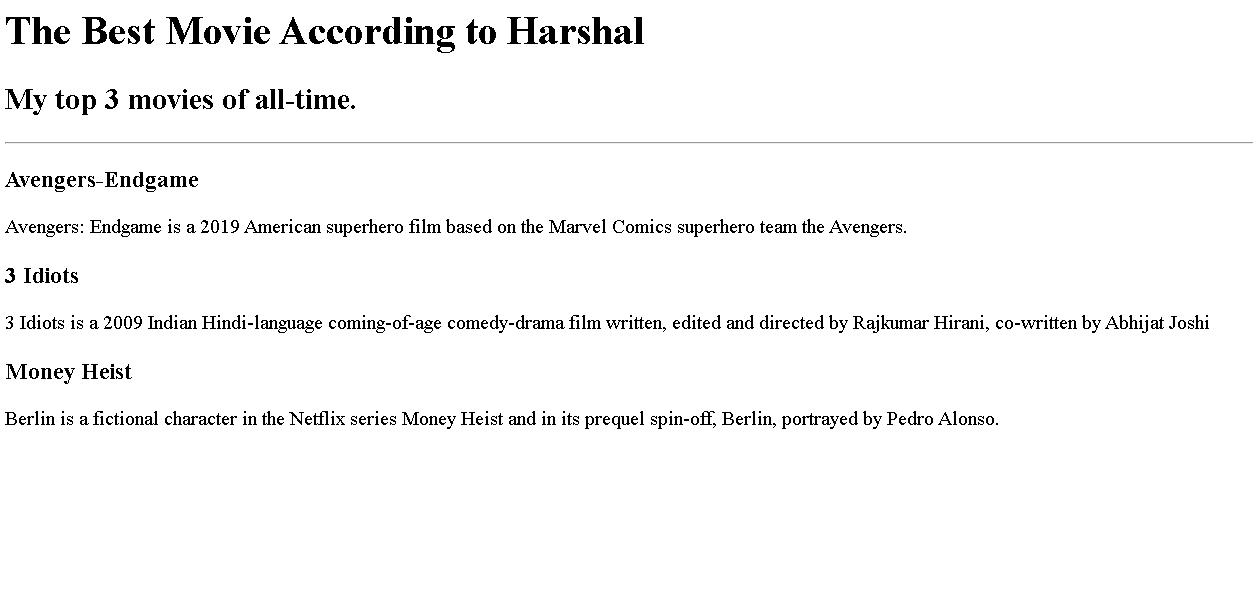 The Best Movie According to Harshal
My top 3 movies of all-time.
Avengers-Endgame
Avengers: Endgame is a 2019 American superhero film based on the Marvel Comics superhero team the Avengers.
3 Idiots
3 Idiots is a 2009 Indian Hindi-language coming-of-age comedy-drama film written, edited and directed by Rajkumar Hirani, co-written by Abhijat Joshi
Money Heist
Berlin is a fictional character in the Netflix series Money Heist and in its prequel spin-off, Berlin, portrayed by Pedro Alonso.